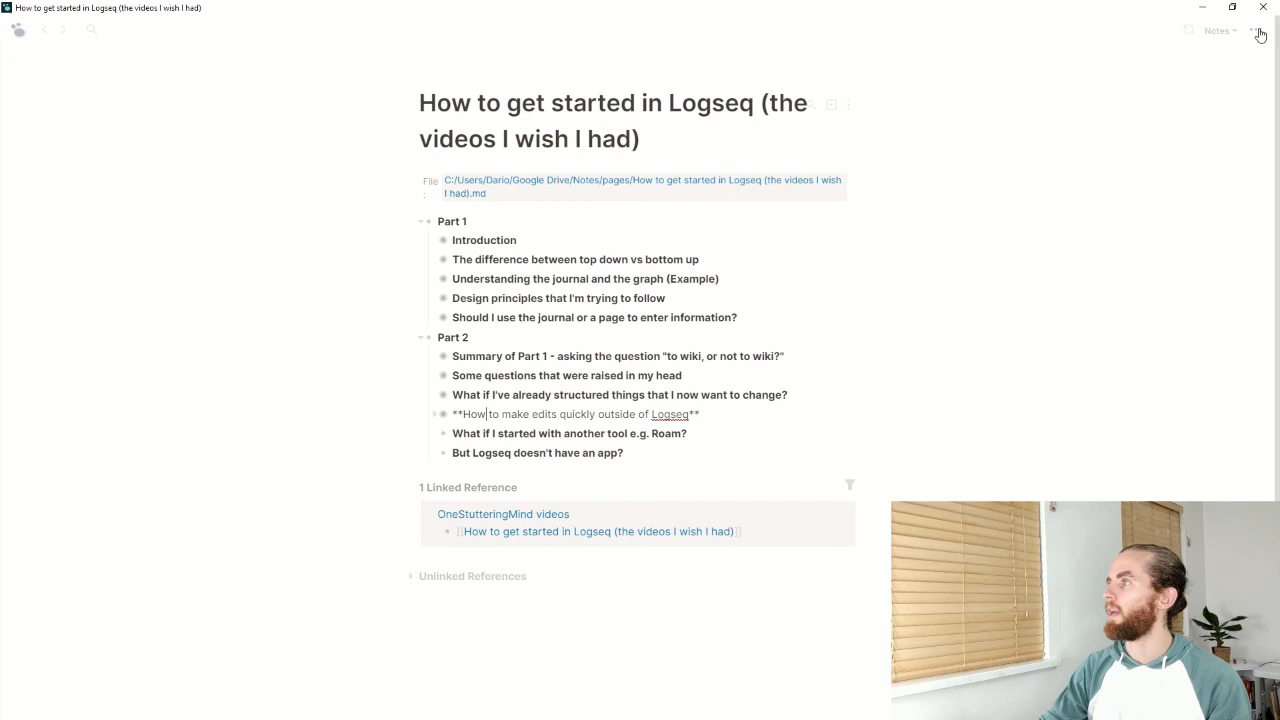 How to get started in Logseq (the videos I wish I had)
Notes
How to get started in Logseq (the
videos I wish I had)
File
:
C:/Users/Dario/Google Drive/Notes/pages/How to get started in Logseq (the videos I wish
I had).md
Part 1
Introduction
The difference between top down vs bottom up
Understanding the journal and the graph (Example)
Design principles that I'm trying to follow
Should I use the journal or a page to enter information?
Part 2
Summary of Part 1 - asking the question "to wiki, or not to wiki?"
Some questions that were raised in my head
What if I've already structured things that I now want to change?
**How to make edits quickly outside of Logseq**
What if I started with another tool e.g. Roam?
But Logseq doesn't have an app?
1 Linked Reference
OneStutteringMind videos
[[How to get started in Logseq (the videos I wish I had)]]
Unlinked References